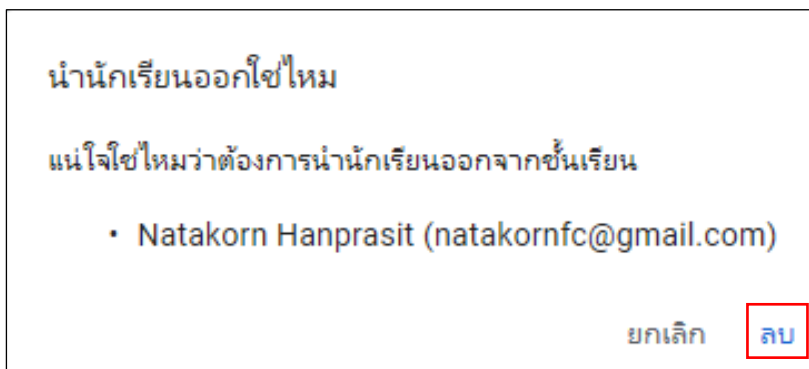 นำนักเรียนออกใช่ไหม
แน่ใจใช่ไหมว่าต้องการนำนักเรียนออกจากชั้นเรียน
• Natakorn Hanprasit (natakornfc@gmail.com)
ยกเลิก ลบ